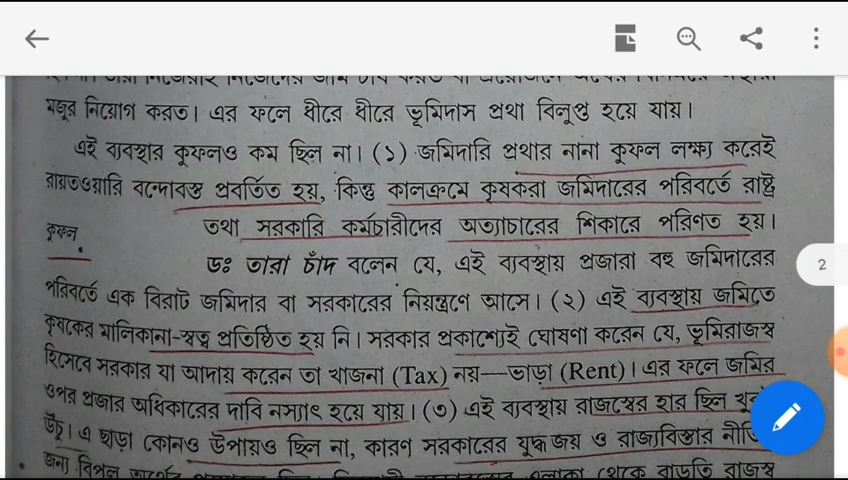 মজুর নিয়োগ করত। এর ফলে ধীরে ধীরে ভূমিদাস প্রথা বিলুপ্ত হয়ে যায়।
এই ব্যবস্থার কুফলও কম ছিল না। (১) জমিদারি প্রথার নানা কুফল লক্ষ্য করেই
রায়তওয়ারি বন্দোবস্ত প্রবর্তিত হয়, কিন্তু কালক্রমে কৃষকরা জমিদারের পরিবর্তে রাষ্ট্র
তথা সরকারি কর্মচারীদের অত্যাচারের শিকারে পরিণত হয়।
কুফল
ডঃ তারা চাঁদ বলেন যে, এই ব্যবস্থায় প্রজারা বহু জমিদারের
পরিবর্তে এক বিরাট জমিদার বা সরকারের নিয়ন্ত্রণে আসে। (২) এই ব্যবস্থায় জমিতে
কৃষকের মালিকানা-স্বত্ব প্রতিষ্ঠিত হয় নি। সরকার প্রকাশ্যেই ঘোষণা করেন যে, ভূমিরাজস্ব
হিসেবে সরকার যা আদায় করেন তা খাজনা (Tax) নয়—ভাড়া (Rent)। এর ফলে জমির
ওপর প্রজার অধিকারের দাবি নস্যাৎ হয়ে যায়। (৩) এই ব্যবস্থায় রাজস্বের হার ছিল
উঁচু। এ ছাড়া কোনও উপায়ও ছিল না, কারণ সরকারের যুদ্ধ জয় ও রাজ্যবিস্তার
জন্য বিপুল
2